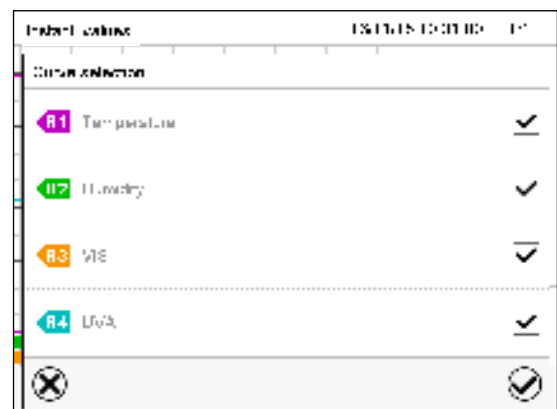 Instant values
Curve selection
R1 Temperature
R2 Humidity
R3 VIS
R4 UVA